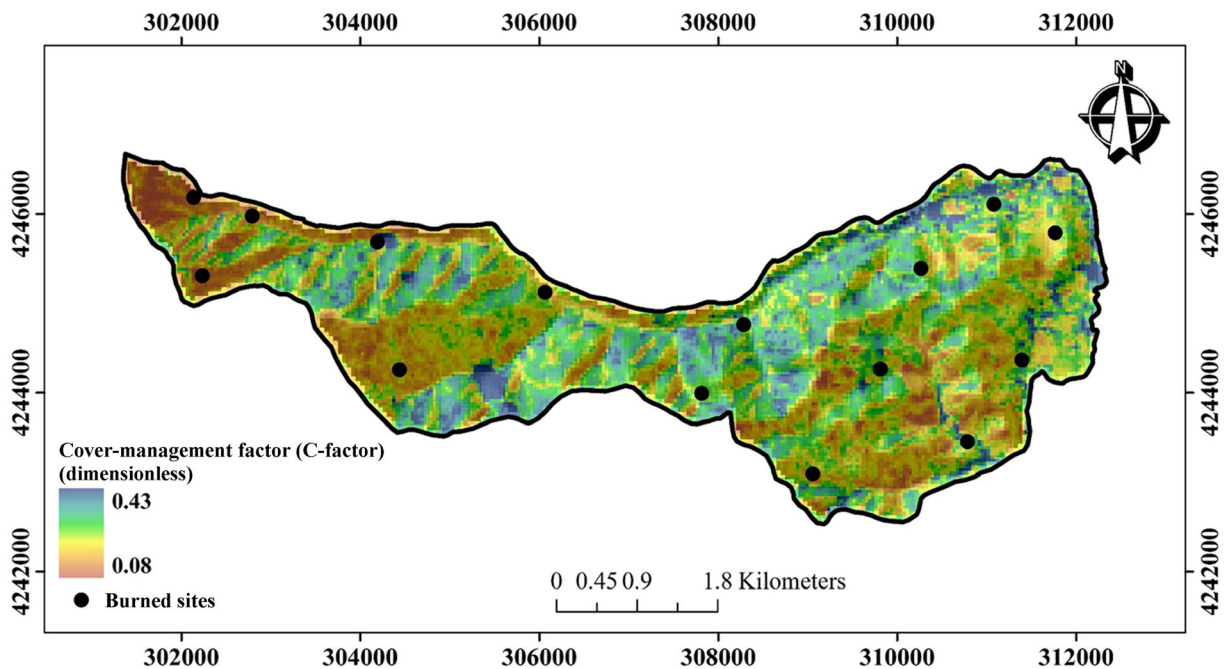 302000 304000 306000 308000 310000 312000
N
4246000 4246000
4244000 4244000
Cover-management factor (C-factor)
(dimensionless)
0.43
0.08
4242000 4242000
0 0.45 0.9 1.8 Kilometers
Burned sites
302000 304000 306000 308000 310000 312000